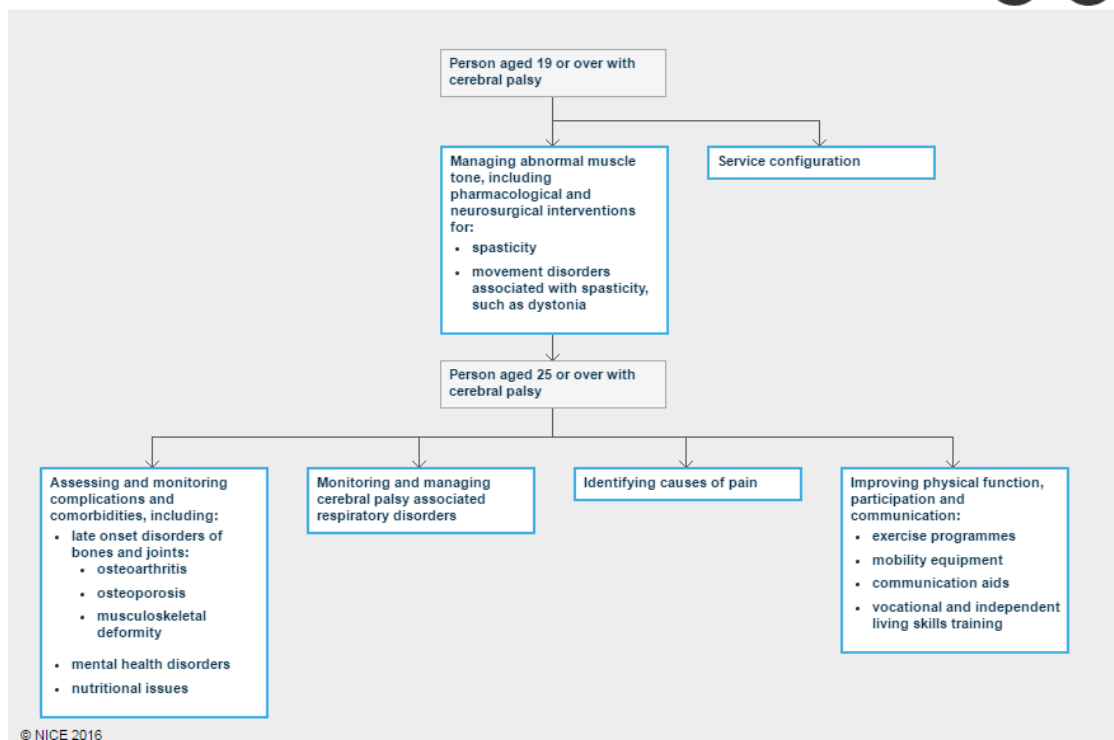 Person aged 19 or over with
cerebral palsy
Managing abnormal muscle
tone, including
pharmacological and
neurosurgical interventions
for:
• spasticity
• movement disorders
associated with spasticity,
such as dystonia
Service configuration
Person aged 25 or over with
cerebral palsy
Assessing and monitoring
complications and
comorbidities, including:
• late onset disorders of
bones and joints:
• osteoarthritis
• osteoporosis
• musculoskeletal
deformity
• mental health disorders
• nutritional issues
Monitoring and managing
cerebral palsy associated
respiratory disorders
Identifying causes of pain
Improving physical function,
participation and
communication:
• exercise programmes
• mobility equipment
• communication aids
• vocational and independent
living skills training
© NICE 2016